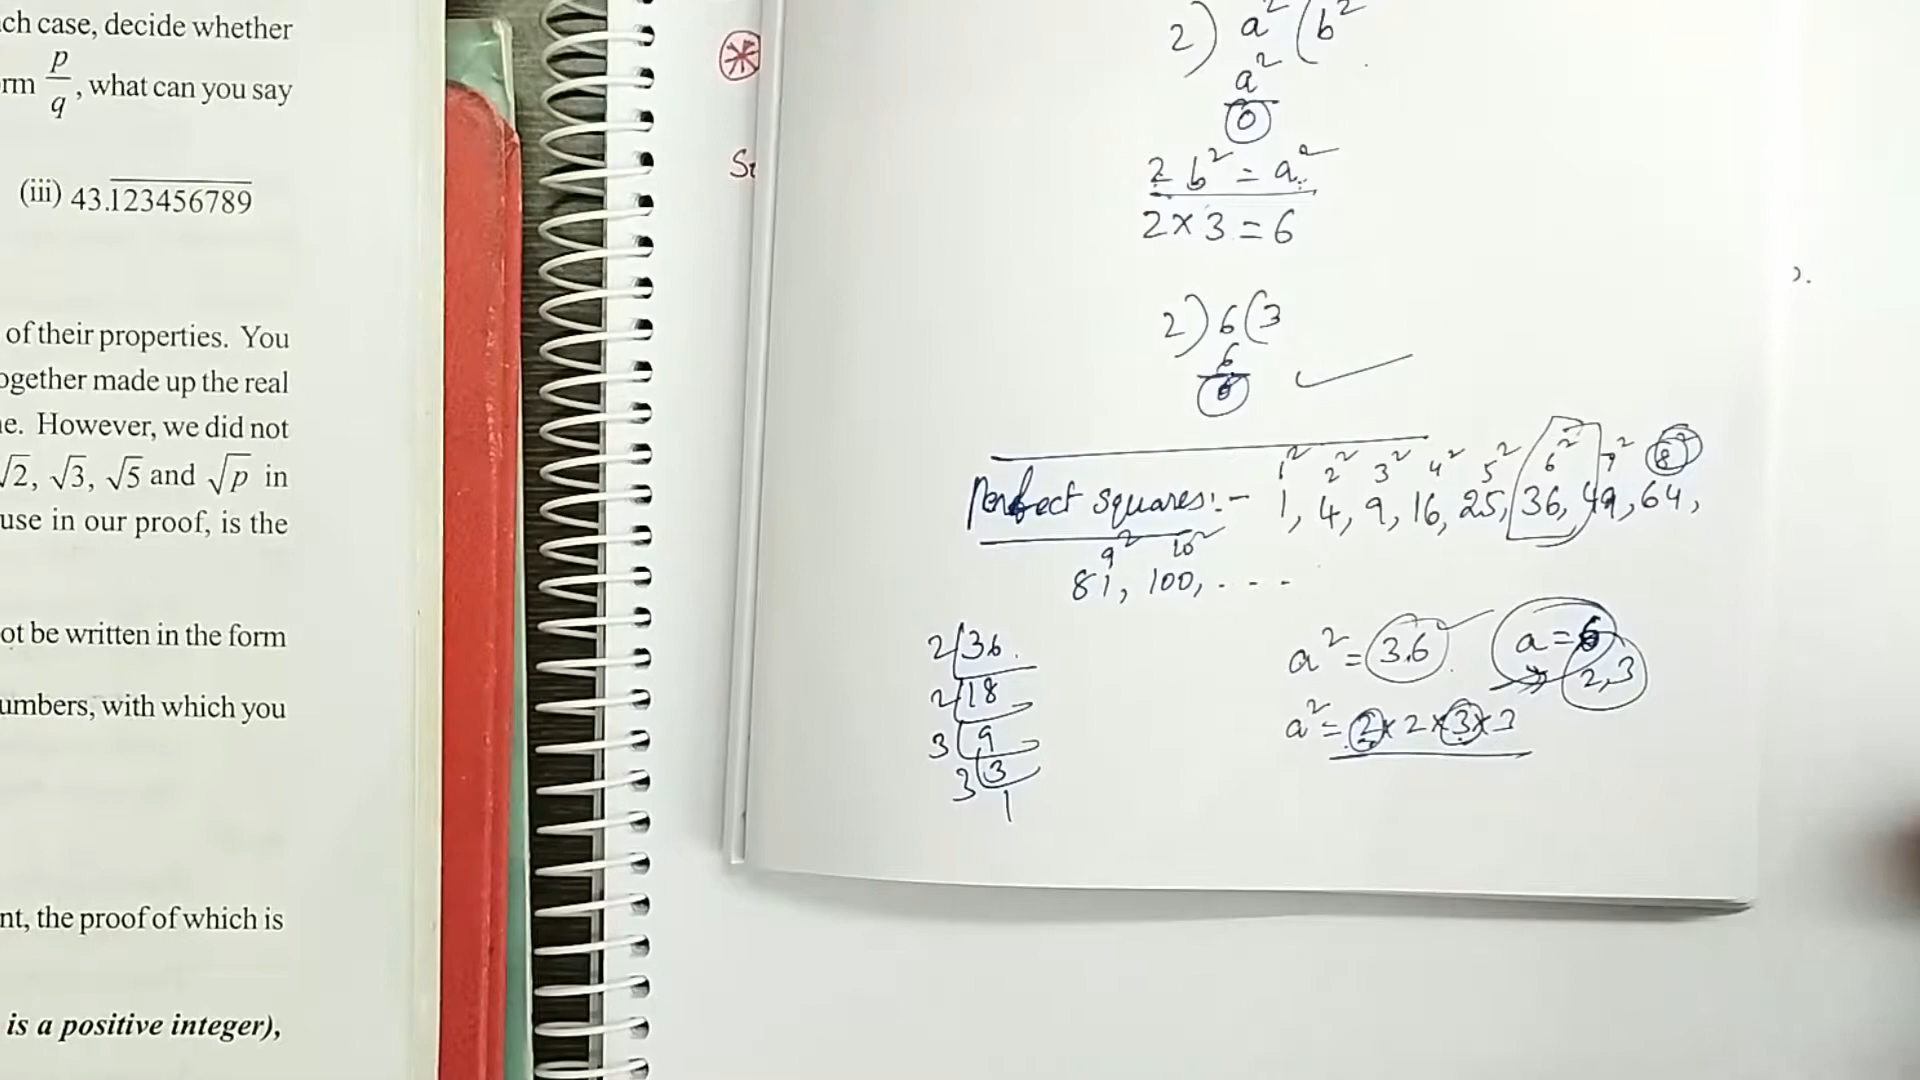 ch case, decide whether
rm p/q, what can you say
(iii) 43.123456789
of their properties. You
ogether made up the real
e. However, we did not
√2, √3, √5 and √p in
use in our proof, is the
ot be written in the form
umbers, with which you
nt, the proof of which is
is a positive integer),
2) a² (b²
a²
0
2b² = a²
2 × 3 = 6
2) 6 (3
6
0
1² 2² 3² 4² 5² 6² 7² 8²
Perfect squares:- 1, 4, 9, 16, 25, 36, 49, 64,
9² 10²
81, 100, . - - -
2 | 36
2 | 18
3 | 9
3 | 3
1
a² = 36 a = 6
2,3
a² = 2 × 2 × 3 × 3